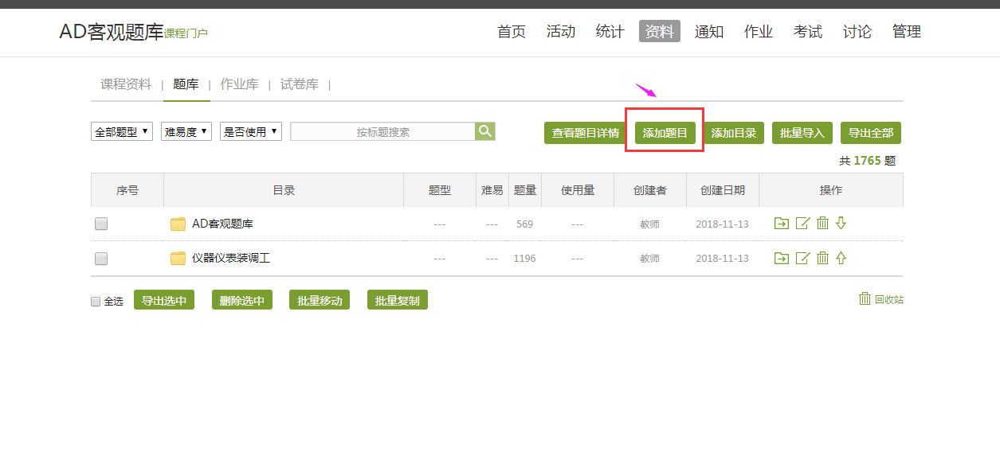 AD客观题库课程门户 首页 活动 统计 资料 通知 作业 考试 讨论 管理
课程资料 | 题库 | 作业库 | 试卷库 |
全部题型 难易度 是否使用 按标题搜索 查看题目详情 添加题目 添加目录 批量导入 导出全部
共 1765 题
序号 目录 题型 难易 题量 使用量 创建者 创建日期 操作
AD客观题库 --- --- 569 --- 教师 2018-11-13
仪器仪表装调工 --- --- 1196 --- 教师 2018-11-13
全选 导出选中 删除选中 批量移动 批量复制 回收站